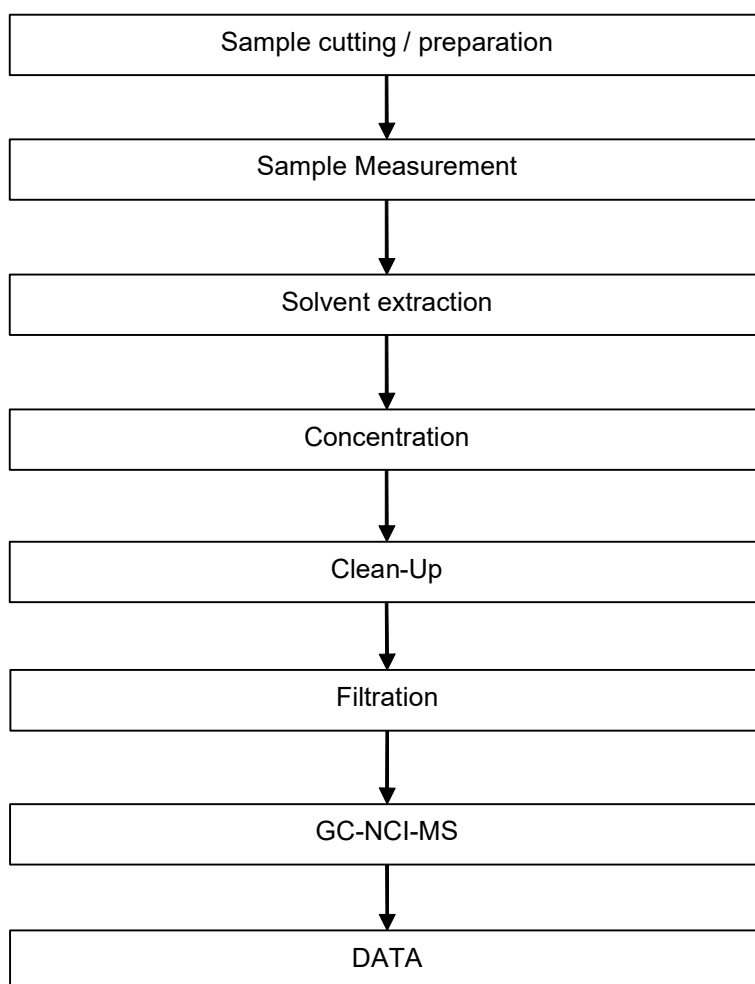 Sample cutting / preparation
Sample Measurement
Solvent extraction
Concentration
Clean-Up
Filtration
GC-NCI-MS
DATA